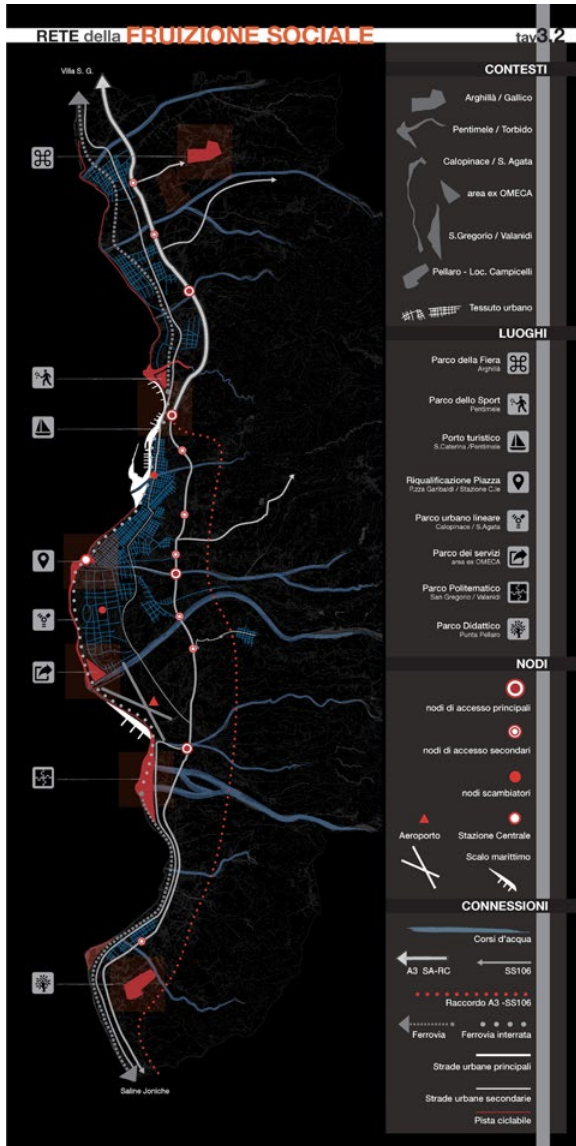 RETE della FRUIZIONE SOCIALE
tav3.2
Villa S. G.
Saline Joniche
CONTESTI
Arghillà / Gallico
Pentimele / Torbido
Calopinace / S. Agata
area ex OMECA
S.Gregorio / Valanidi
Pellaro - Loc. Campicelli
Tessuto urbano
LUOGHI
Parco della Fiera
Arghillà
Parco dello Sport
Pentimele
Porto turistico
S.Caterina /Pentimele
Riqualificazione Piazza
P.zza Garibaldi / Stazione C.le
Parco urbano lineare
Calopinace / S.Agata
Parco dei servizi
area ex OMECA
Parco Politematico
San Gregorio / Valanidi
Parco Didattico
Punta Pellaro
NODI
nodi di accesso principali
nodi di accesso secondari
nodi scambiatori
Aeroporto
Stazione Centrale
Scalo marittimo
CONNESSIONI
Corsi d'acqua
A3 SA-RC
SS106
Raccordo A3 -SS106
Ferrovia
Ferrovia interrata
Strade urbane principali
Strade urbane secondarie
Pista ciclabile